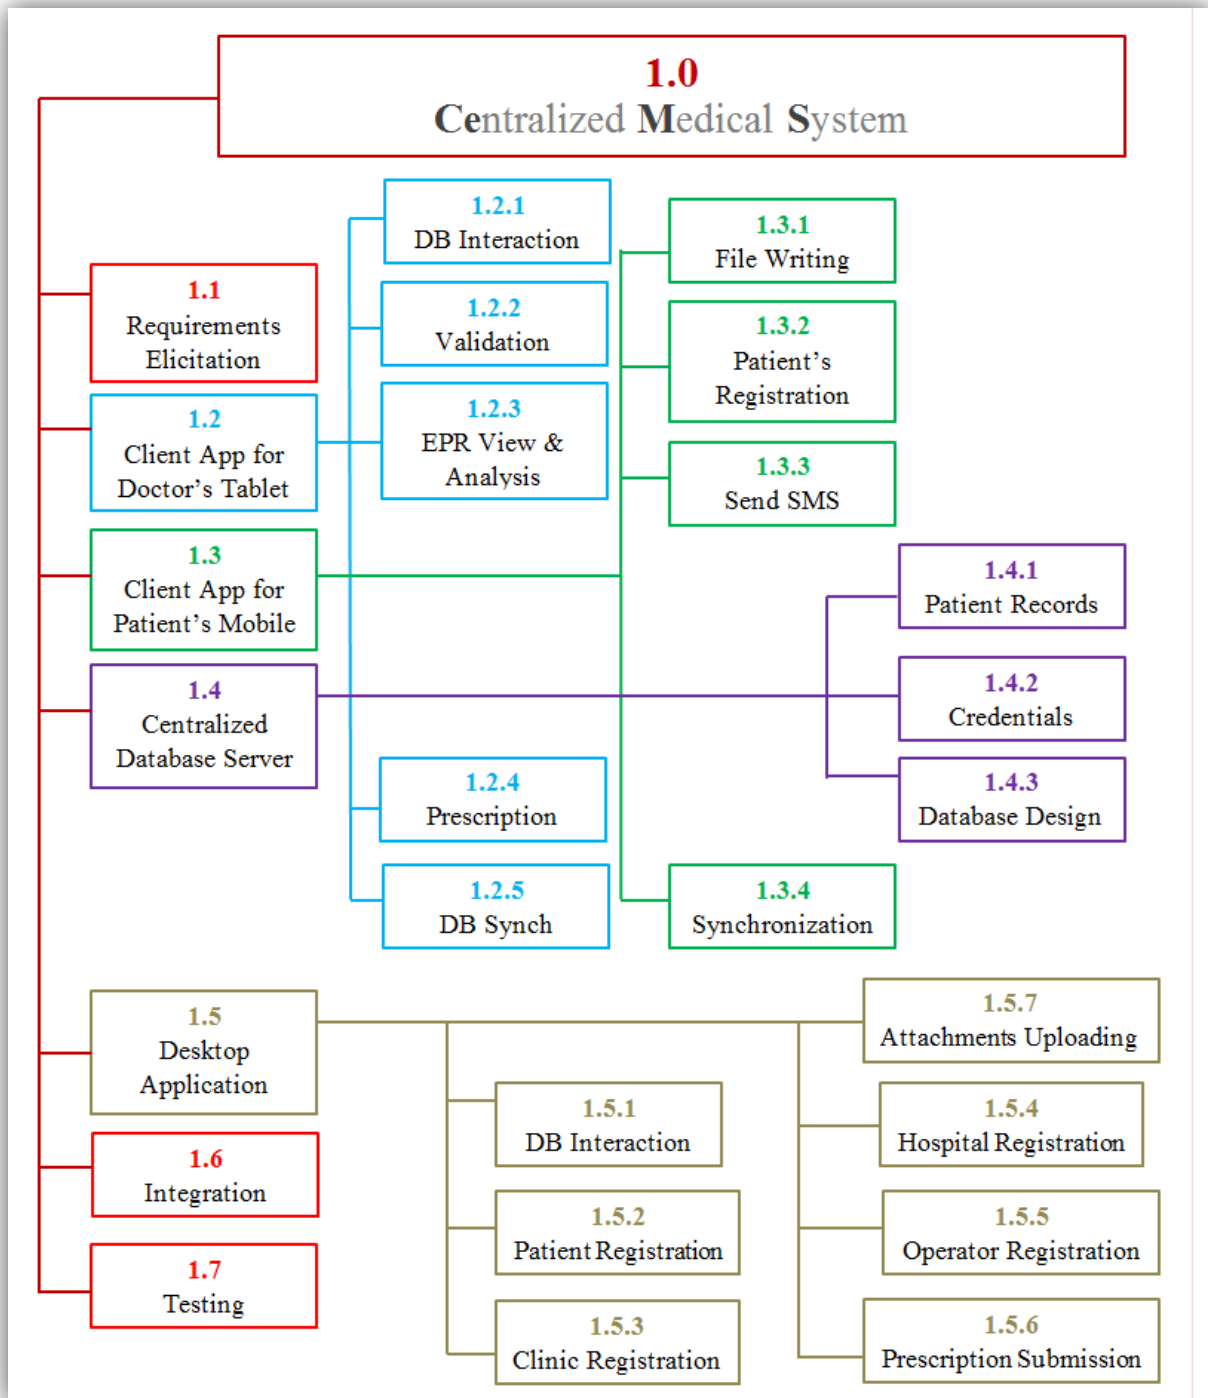 1.0
Centralized Medical System
1.1
Requirements
Elicitation
1.2
Client App for
Doctor's Tablet
1.3
Client App for
Patient's Mobile
1.4
Centralized
Database Server
1.2.1
DB Interaction
1.2.2
Validation
1.2.3
EPR View &
Analysis
1.2.4
Prescription
1.2.5
DB Synch
1.3.1
File Writing
1.3.2
Patient's
Registration
1.3.3
Send SMS
1.3.4
Synchronization
1.4.1
Patient Records
1.4.2
Credentials
1.4.3
Database Design
1.5
Desktop
Application
1.6
Integration
1.7
Testing
1.5.1
DB Interaction
1.5.2
Patient Registration
1.5.3
Clinic Registration
1.5.7
Attachments Uploading
1.5.4
Hospital Registration
1.5.5
Operator Registration
1.5.6
Prescription Submission